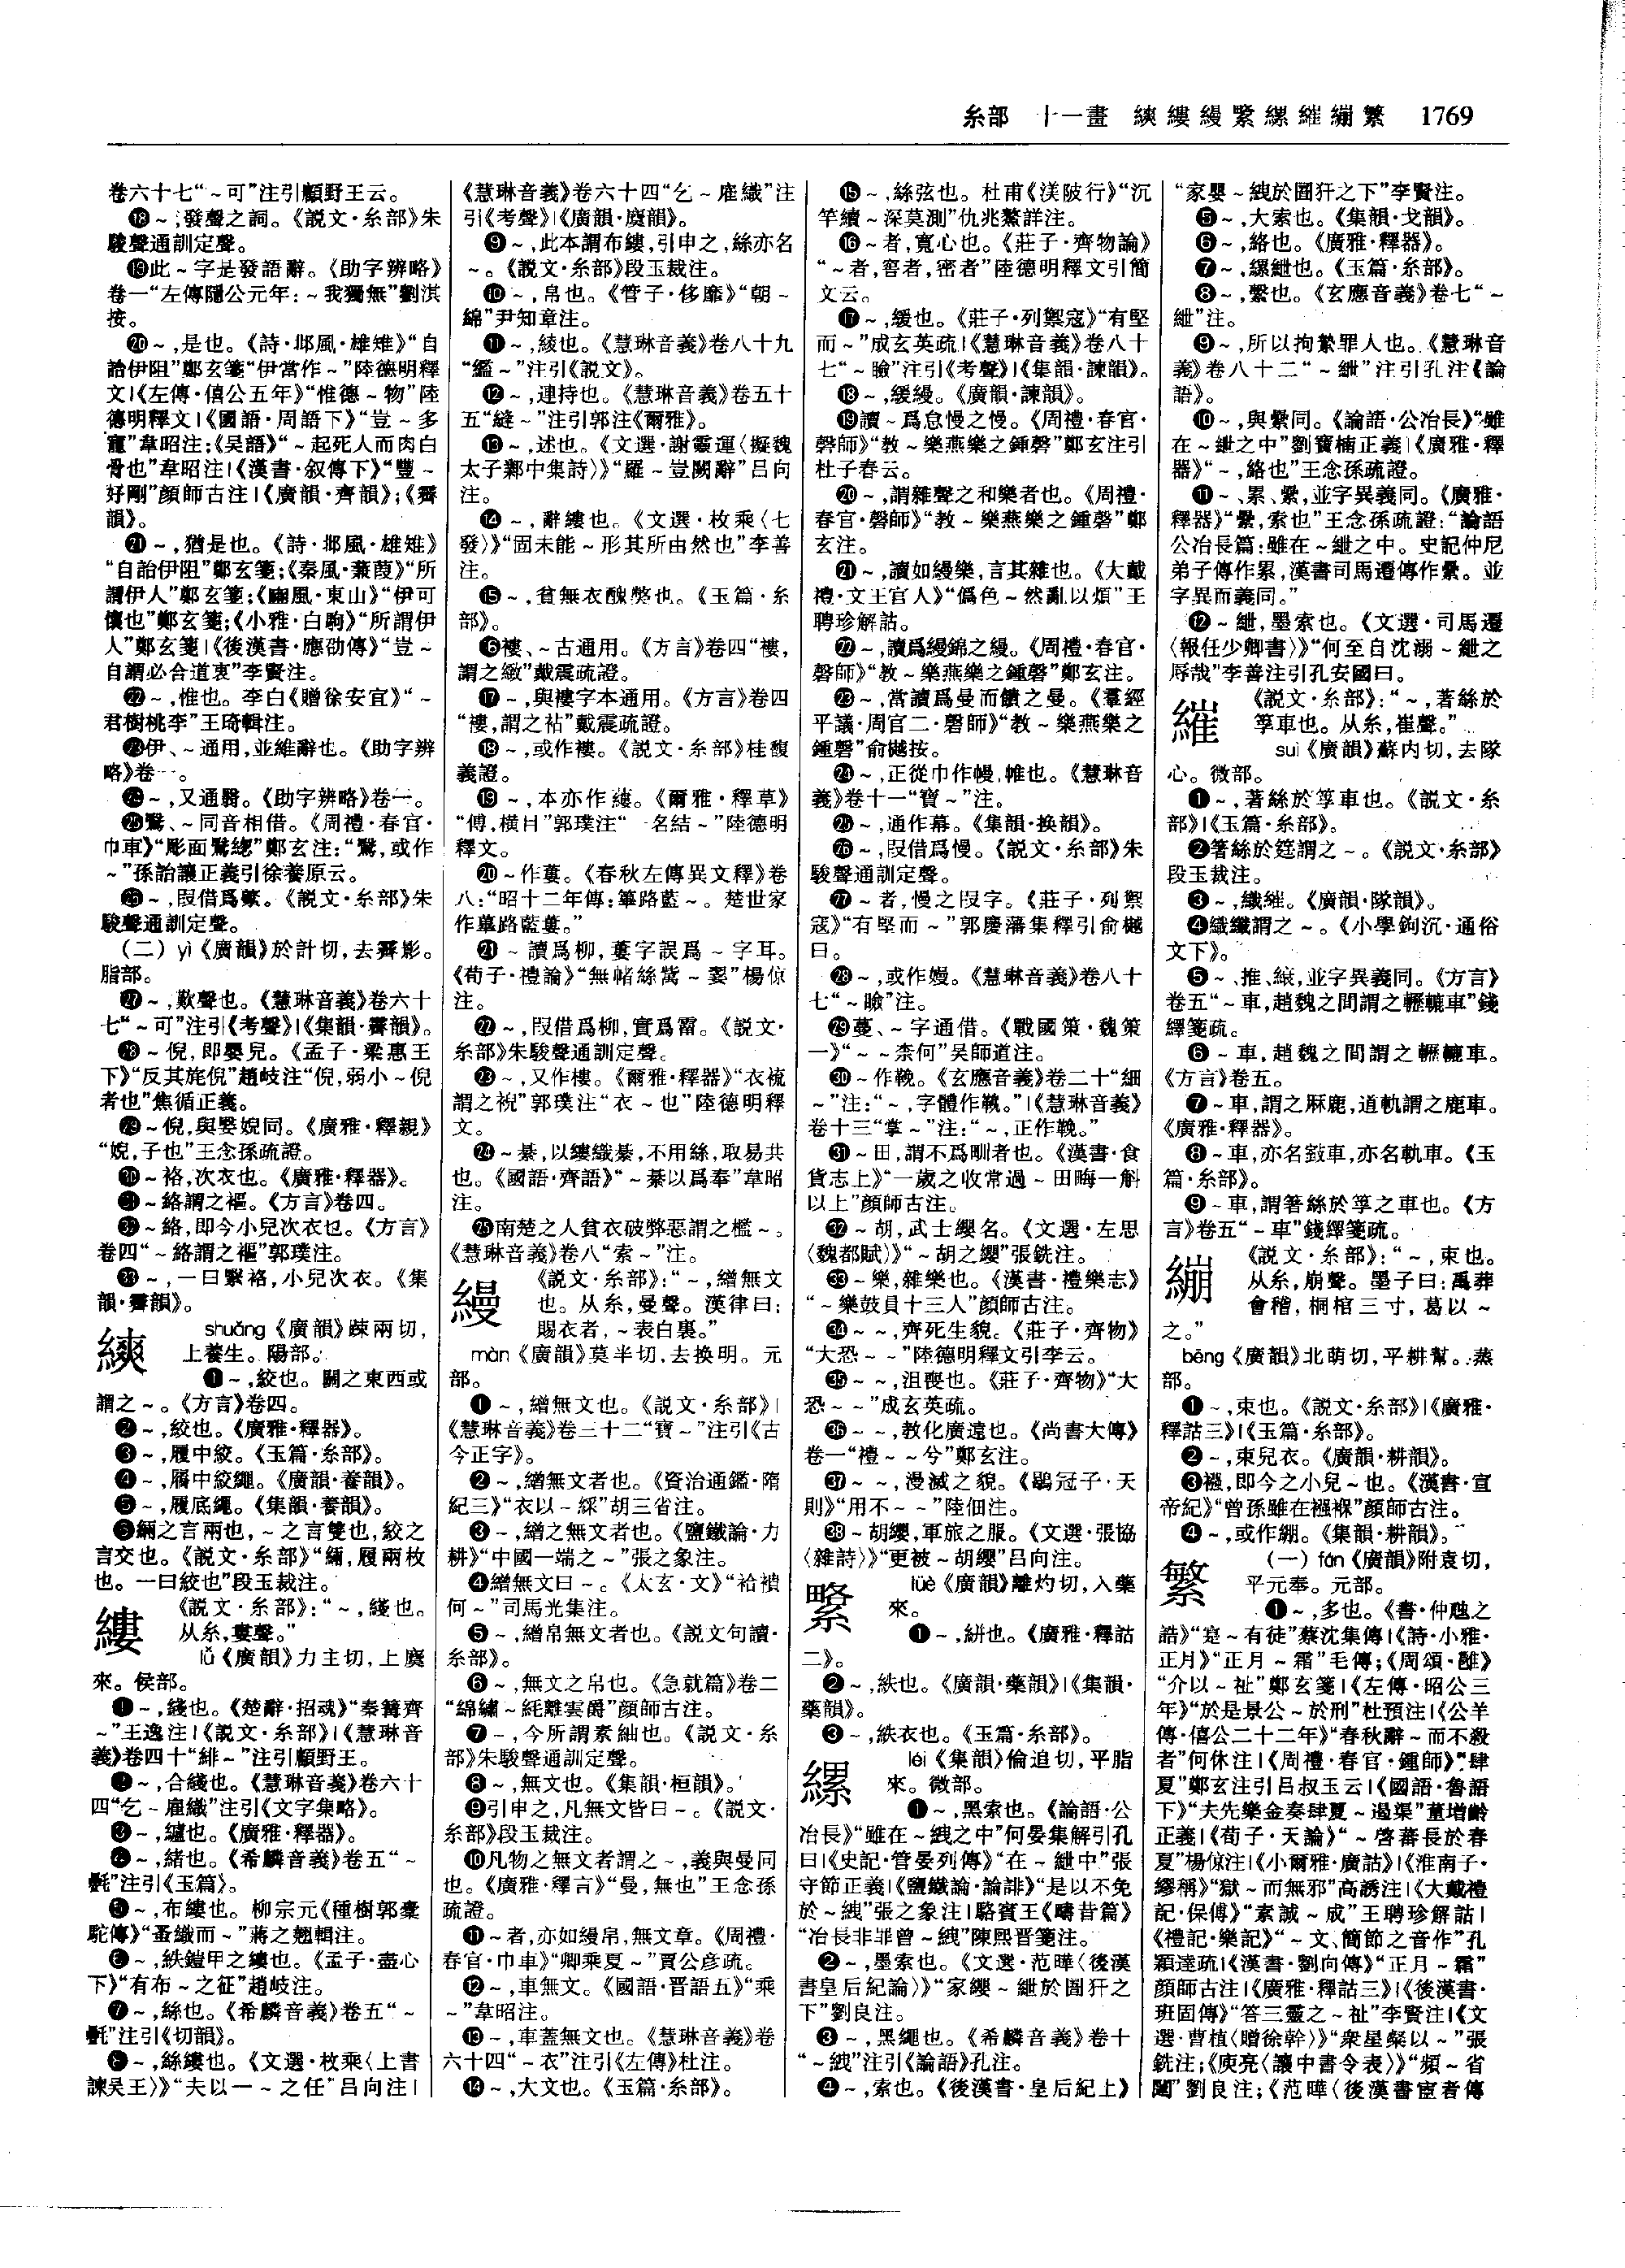 糸部　十一畫　縔縷縵䌢縲繀繃繁　1769
卷六十七“～可”注引顧野王云。
⓲～,發聲之詞。《説文·糸部》朱
駿聲通訓定聲。
⓳此～字是發語辭。《助字辨略》
卷一“左傳隱公元年:～我獨無”劉淇
按。
⓴～,是也。《詩·邶風·雄雉》“自
詒伊阻”鄭玄箋“伊當作～”陸德明釋
文|《左傳·僖公五年》“惟德～物”陸
德明釋文|《國語·周語下》“豈～多
寵”韋昭注;《吴語》“～起死人而肉白
骨也”韋昭注|《漢書·叙傳下》“豐～
好剛”顔師古注|《廣韻·齊韻》;《霽
韻》。
㉑～,猶是也。《詩·邶風·雄雉》
“自詒伊阻”鄭玄箋;《秦風·蒹葭》“所
謂伊人”鄭玄箋;《豳風·東山》“伊可
懷也”鄭玄箋;《小雅·白駒》“所謂伊
人”鄭玄箋|《後漢書·應劭傳》“豈～
自謂必合道衷”李賢注。
㉒～,惟也。李白《贈徐安宜》“～
君樹桃李”王琦輯注。
㉓伊、～通用,並維辭也。《助字辨
略》卷一。
㉔～,又通翳。《助字辨略》卷一。
㉕鷖、～同音相借。《周禮·春官·
巾車》“彫面鷖總”鄭玄注:“鷖,或作
～”孫詒讓正義引徐養原云。
㉖～,叚借爲繄。《説文·糸部》朱
駿聲通訓定聲。
(二) yì《廣韻》於計切,去霽影。
脂部。
㉗～,歎聲也。《慧琳音義》卷六十
七“～可”注引《考聲》|《集韻·霽韻》。
㉘～倪,即嬰兒。《孟子·梁惠王
下》“反其旄倪”趙岐注“倪,弱小～倪
者也”焦循正義。
㉙～倪,與嫛婗同。《廣雅·釋親》
“婗,子也”王念孫疏證。
㉚～袼,次衣也。《廣雅·釋器》。
㉛～絡謂之褔。《方言》卷四。
㉜～絡,即今小兒次衣也。《方言》
卷四“～絡謂之褔”郭璞注。
㉝～,一曰繄袼,小兒次衣。《集
韻·霽韻》。
縔　shuǎng《廣韻》疎兩切,
上養生。陽部。
❶～,絞也。關之東西或
謂之～。《方言》卷四。
❷～,絞也。《廣雅·釋器》。
❸～,履中絞。《玉篇·糸部》。
❹～,屩中絞繩。《廣韻·養韻》。
❺～,履底繩。《集韻·養韻》。
❻緉之言兩也,～之言雙也,絞之
言交也。《説文·糸部》“緉,履兩枚
也。一曰絞也”段玉裁注。
縷　《説文·糸部》:“～,綫也。
从糸,婁聲。”
lǚ《廣韻》力主切,上麌
來。侯部。
❶～,綫也。《楚辭·招魂》“秦篝齊
～”王逸注|《説文·糸部》|《慧琳音
義》卷四十“緋～”注引顧野王。
❷～,合綫也。《慧琳音義》卷六十
四“乞～雇織”注引《文字集略》。
❸～,纑也。《廣雅·釋器》。
❹～,緒也。《希麟音義》卷五“～
氎”注引《玉篇》。
❺～,布縷也。柳宗元《種樹郭橐
駝傳》“蚤織而～”蔣之翹輯注。
❻～,紩鎧甲之縷也。《孟子·盡心
下》“有布～之征”趙岐注。
❼～,絲也。《希麟音義》卷五“～
氎”注引《切韻》。
❽～,絲縷也。《文選·枚乘〈上書
諫吴王〉》“夫以一～之任”吕向注|
《慧琳音義》卷六十四“乞～雇織”注
引《考聲》|《廣韻·麌韻》。
❾～,此本謂布縷,引申之,絲亦名
～。《説文·糸部》段玉裁注。
❿～,帛也。《管子·侈靡》“朝～
綿”尹知章注。
⓫～,綾也。《慧琳音義》卷八十九
“繿～”注引《説文》。
⓬～,連持也。《慧琳音義》卷五十
五“縫～”注引郭注《爾雅》。
⓭～,述也。《文選·謝靈運〈擬魏
太子鄴中集詩〉》“羅～豈闕辭”吕向
注。
⓮～,辭縷也。《文選·枚乘〈七
發〉》“固未能～形其所由然也”李善
注。
⓯～,貧無衣醜獘也。《玉篇·糸
部》。
⓰褸、～古通用。《方言》卷四“褸,
謂之緻”戴震疏證。
⓱～,與褸字本通用。《方言》卷四
“褸,謂之袩”戴震疏證。
⓲～,或作褸。《説文·糸部》桂馥
義證。
⓳～,本亦作蔞。《爾雅·釋草》
“傅,横目”郭璞注“一名結～”陸德明
釋文。
⓴～作蔞。《春秋左傳異文釋》卷
八:“昭十二年傳:篳路藍～。楚世家
作蓽路藍蔞。”
㉑～讀爲柳,蔞字誤爲～字耳。
《荀子·禮論》“無帾絲歶～翣”楊倞
注。
㉒～,叚借爲柳,實爲霤。《説文·
糸部》朱駿聲通訓定聲。
㉓～,又作褸。《爾雅·釋器》“衣梳
謂之祝”郭璞注“衣～也”陸德明釋
文。
㉔～綦,以縷織綦,不用絲,取易共
也。《國語·齊語》“～綦以爲奉”韋昭
注。
㉕南楚之人貧衣破弊惡謂之襤～。
《慧琳音義》卷八“索～”注。
縵　《説文·糸部》:“～,繒無文
也。从糸,曼聲。漢律曰:
賜衣者,～表白裏。”
màn《廣韻》莫半切,去换明。元
部。
❶～,繒無文也。《説文·糸部》|
《慧琳音義》卷三十二“寶～”注引《古
今正字》。
❷～,繒無文者也。《資治通鑑·隋
紀三》“衣以～綵”胡三省注。
❸～,繒之無文者也。《鹽鐵論·力
耕》“中國一端之～”張之象注。
❹繒無文曰～。《太玄·文》“袷襀
何～”司馬光集注。
❺～,繒帛無文者也。《説文句讀·
糸部》。
❻～,無文之帛也。《急就篇》卷二
“錦繡～䋃離雲爵”顔師古注。
❼～,今所謂素紬也。《説文·糸
部》朱駿聲通訓定聲。
❽～,無文也。《集韻·桓韻》。
❾引申之,凡無文皆曰～。《説文·
糸部》段玉裁注。
❿凡物之無文者謂之～,義與曼同
也。《廣雅·釋言》“曼,無也”王念孫
疏證。
⓫～者,亦如縵帛,無文章。《周禮·
春官·巾車》“卿乘夏～”賈公彦疏。
⓬～,車無文。《國語·晋語五》“乘
～”韋昭注。
⓭～,車蓋無文也。《慧琳音義》卷
六十四“～衣”注引《左傳》杜注。
⓮～,大文也。《玉篇·糸部》。
⓯～,絲弦也。杜甫《渼陂行》“沉
竿續～深莫測”仇兆鰲詳注。
⓰～者,寬心也。《莊子·齊物論》
“～者,窖者,密者”陸德明釋文引簡
文云。
⓱～,緩也。《莊子·列禦寇》“有堅
而～”成玄英疏|《慧琳音義》卷八十
七“～瞼”注引《考聲》|《集韻·諫韻》。
⓲～,緩縵。《廣韻·諫韻》。
⓳讀～爲怠慢之慢。《周禮·春官·
磬師》“教～樂燕樂之鍾磬”鄭玄注引
杜子春云。
⓴～,謂雜聲之和樂者也。《周禮·
春官·磬師》“教～樂燕樂之鍾磬”鄭
玄注。
㉑～,讀如縵樂,言其雜也。《大戴
禮·文王官人》“僞色～然亂以煩”王
聘珍解詁。
㉒～,讀爲縵錦之縵。《周禮·春官·
磬師》“教～樂燕樂之鍾磬”鄭玄注。
㉓～,當讀爲曼而饋之曼。《羣經
平議·周官二·磬師》“教～樂燕樂之
鍾磬”俞樾按。
㉔～,正從巾作幔,帷也。《慧琳音
義》卷十一“寶～”注。
㉕～,通作幕。《集韻·换韻》。
㉖～,叚借爲慢。《説文·糸部》朱
駿聲通訓定聲。
㉗～者,慢之叚字。《莊子·列禦
寇》“有堅而～”郭慶藩集釋引俞樾
曰。
㉘～,或作嫚。《慧琳音義》卷八十
七“～瞼”注。
㉙蔓、～字通借。《戰國策·魏策
一》“～～柰何”吴師道注。
㉚～作鞔。《玄應音義》卷二十“細
～”注:“～,字體作鞔。”|《慧琳音義》
卷十三“掌～”注:“～,正作鞔。”
㉛～田,謂不爲甽者也。《漢書·食
貨志上》“一歲之收常過～田晦一斛
以上”顔師古注。
㉜～胡,武士纓名。《文選·左思
〈魏都賦〉》“～胡之纓”張銑注。
㉝～樂,雜樂也。《漢書·禮樂志》
“～樂鼓員十三人”顔師古注。
㉞～～,齊死生貌。《莊子·齊物》
“大恐～～”陸德明釋文引李云。
㉟～～,沮喪也。《莊子·齊物》“大
恐～～”成玄英疏。
㊱～～,教化廣遠也。《尚書大傳》
卷一“禮～～兮”鄭玄注。
㊲～～,漫滅之貌。《鶡冠子·天
則》“用不～～”陸佃注。
㊳～胡纓,軍旅之服。《文選·張協
〈雜詩〉》“更被～胡纓”吕向注。
䌢　lüè《廣韻》離灼切,入藥
來。
❶～,絣也。《廣雅·釋詁
二》。
❷～,紩也。《廣韻·藥韻》|《集韻·
藥韻》。
❸～,紩衣也。《玉篇·糸部》。
縲　léi《集韻》倫追切,平脂
來。微部。
❶～,黑索也。《論語·公
冶長》“雖在～絏之中”何晏集解引孔
曰|《史記·管晏列傳》“在～紲中”張
守節正義|《鹽鐵論·論誹》“是以不免
於～絏”張之象注|駱賓王《疇昔篇》
“冶長非罪曾～絏”陳熙晋箋注。
❷～,墨索也。《文選·范曄〈後漢
書皇后紀論〉》“家纓～紲於圄犴之
下”劉良注。
❸～,黑繩也。《希麟音義》卷十
“～絏”注引《論語》孔注。
❹～,索也。《後漢書·皇后紀上》
“家嬰～絏於圄犴之下”李賢注。
❺～,大索也。《集韻·戈韻》。
❻～,絡也。《廣雅·釋器》。
❼～,縲紲也。《玉篇·糸部》。
❽～,繫也。《玄應音義》卷七“～
紲”注。
❾～,所以拘縶罪人也。《慧琳音
義》卷八十二“～紲”注引孔注《論
語》。
❿～,與纍同。《論語·公冶長》“雖
在～紲之中”劉寶楠正義|《廣雅·釋
器》“～,絡也”王念孫疏證。
⓫～、累、纍,並字異義同。《廣雅·
釋器》“纍,索也”王念孫疏證:“論語
公冶長篇:雖在～紲之中。史記仲尼
弟子傳作累,漢書司馬遷傳作纍。並
字異而義同。”
⓬～紲,墨索也。《文選·司馬遷
〈報任少卿書〉》“何至自沈溺～紲之
辱哉”李善注引孔安國曰。
繀　《説文·糸部》:“～,著絲於
筟車也。从糸,崔聲。”
suì《廣韻》蘇内切,去隊
心。微部。
❶～,著絲於筟車也。《説文·糸
部》|《玉篇·糸部》。
❷箸絲於筳謂之～。《説文·糸部》
段玉裁注。
❸～,織繀。《廣韻·隊韻》。
❹織纖謂之～。《小學鉤沉·通俗
文下》。
❺～、維、縗,並字異義同。《方言》
卷五“～車,趙魏之間謂之轣轆車”錢
繹箋疏。
❻～車,趙魏之間謂之轣轆車。
《方言》卷五。
❼～車,謂之麻鹿,道軌謂之鹿車。
《廣雅·釋器》。
❽～車,亦名䡵車,亦名軌車。《玉
篇·糸部》。
❾～車,謂箸絲於筟之車也。《方
言》卷五“～車”錢繹箋疏。
繃　《説文·糸部》:“～,束也。
从糸,崩聲。墨子曰:禹葬
會稽,桐棺三寸,葛以～
之。”
bēng《廣韻》北萌切,平耕幫。蒸
部。
❶～,束也。《説文·糸部》|《廣雅·
釋詁三》|《玉篇·糸部》。
❷～,束兒衣。《廣韻·耕韻》。
❸襁,即今之小兒～也。《漢書·宣
帝紀》“曾孫雖在襁褓”顔師古注。
❹～,或作綳。《集韻·耕韻》。
繁　(一) fán《廣韻》附袁切,
平元奉。元部。
❶～,多也。《書·仲虺之
誥》“寔～有徒”蔡沈集傳|《詩·小雅·
正月》“正月～霜”毛傳;《周頌·雝》
“介以～祉”鄭玄箋|《左傳·昭公三
年》“於是景公～於刑”杜預注|《公羊
傳·僖公二十二年》“春秋辭～而不殺
者”何休注|《周禮·春官·鍾師》“肆
夏”鄭玄注引吕叔玉云|《國語·魯語
下》“夫先樂金奏肆夏～遏渠”董增齡
正義|《荀子·天論》“～啓蕃長於春
夏”楊倞注|《小爾雅·廣詁》|《淮南子·
繆稱》“獄～而無邪”高誘注|《大戴禮
記·保傅》“素誠～成”王聘珍解詁|
《禮記·樂記》“～文、簡節之音作”孔
穎達疏|《漢書·劉向傳》“正月～霜”
顔師古注|《廣雅·釋詁三》|《後漢書·
班固傳》“答三靈之～祉”李賢注|《文
選·曹植〈贈徐幹〉》“衆星粲以～”張
銑注;《庾亮〈讓中書令表〉》“頻～省
闥”劉良注;《范曄〈後漢書宦者傳